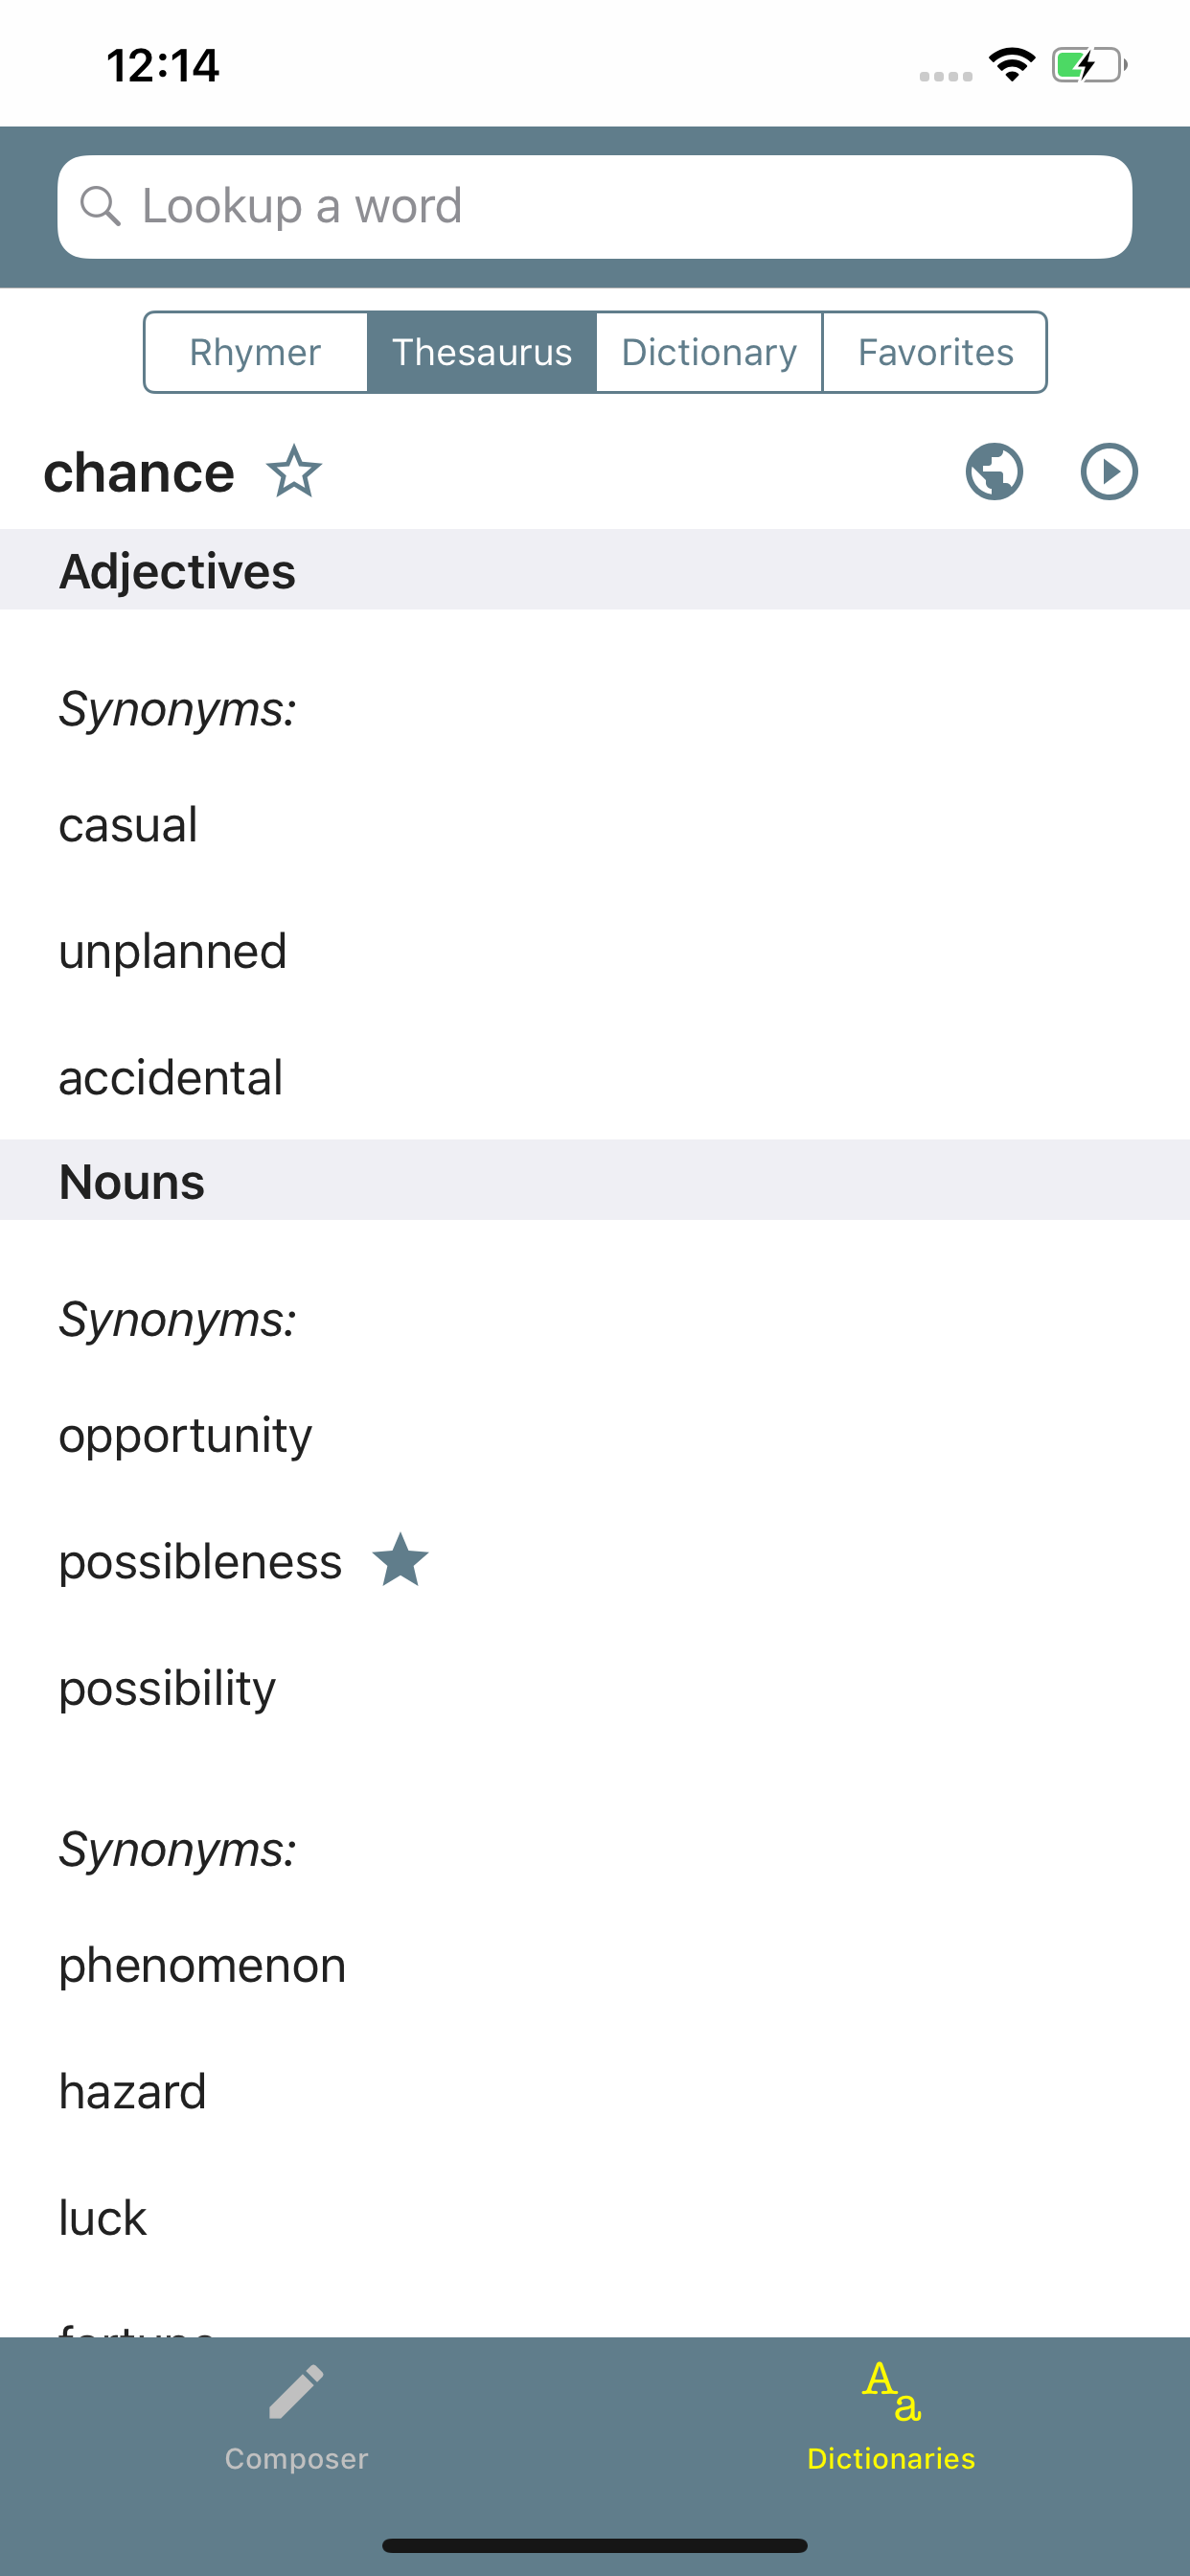 12:14
Lookup a word
Rhymer Thesaurus Dictionary Favorites
chance
Adjectives
Synonyms:
casual
unplanned
accidental
Nouns
Synonyms:
opportunity
possibleness
possibility
Synonyms:
phenomenon
hazard
luck
Aa
Composer Dictionaries